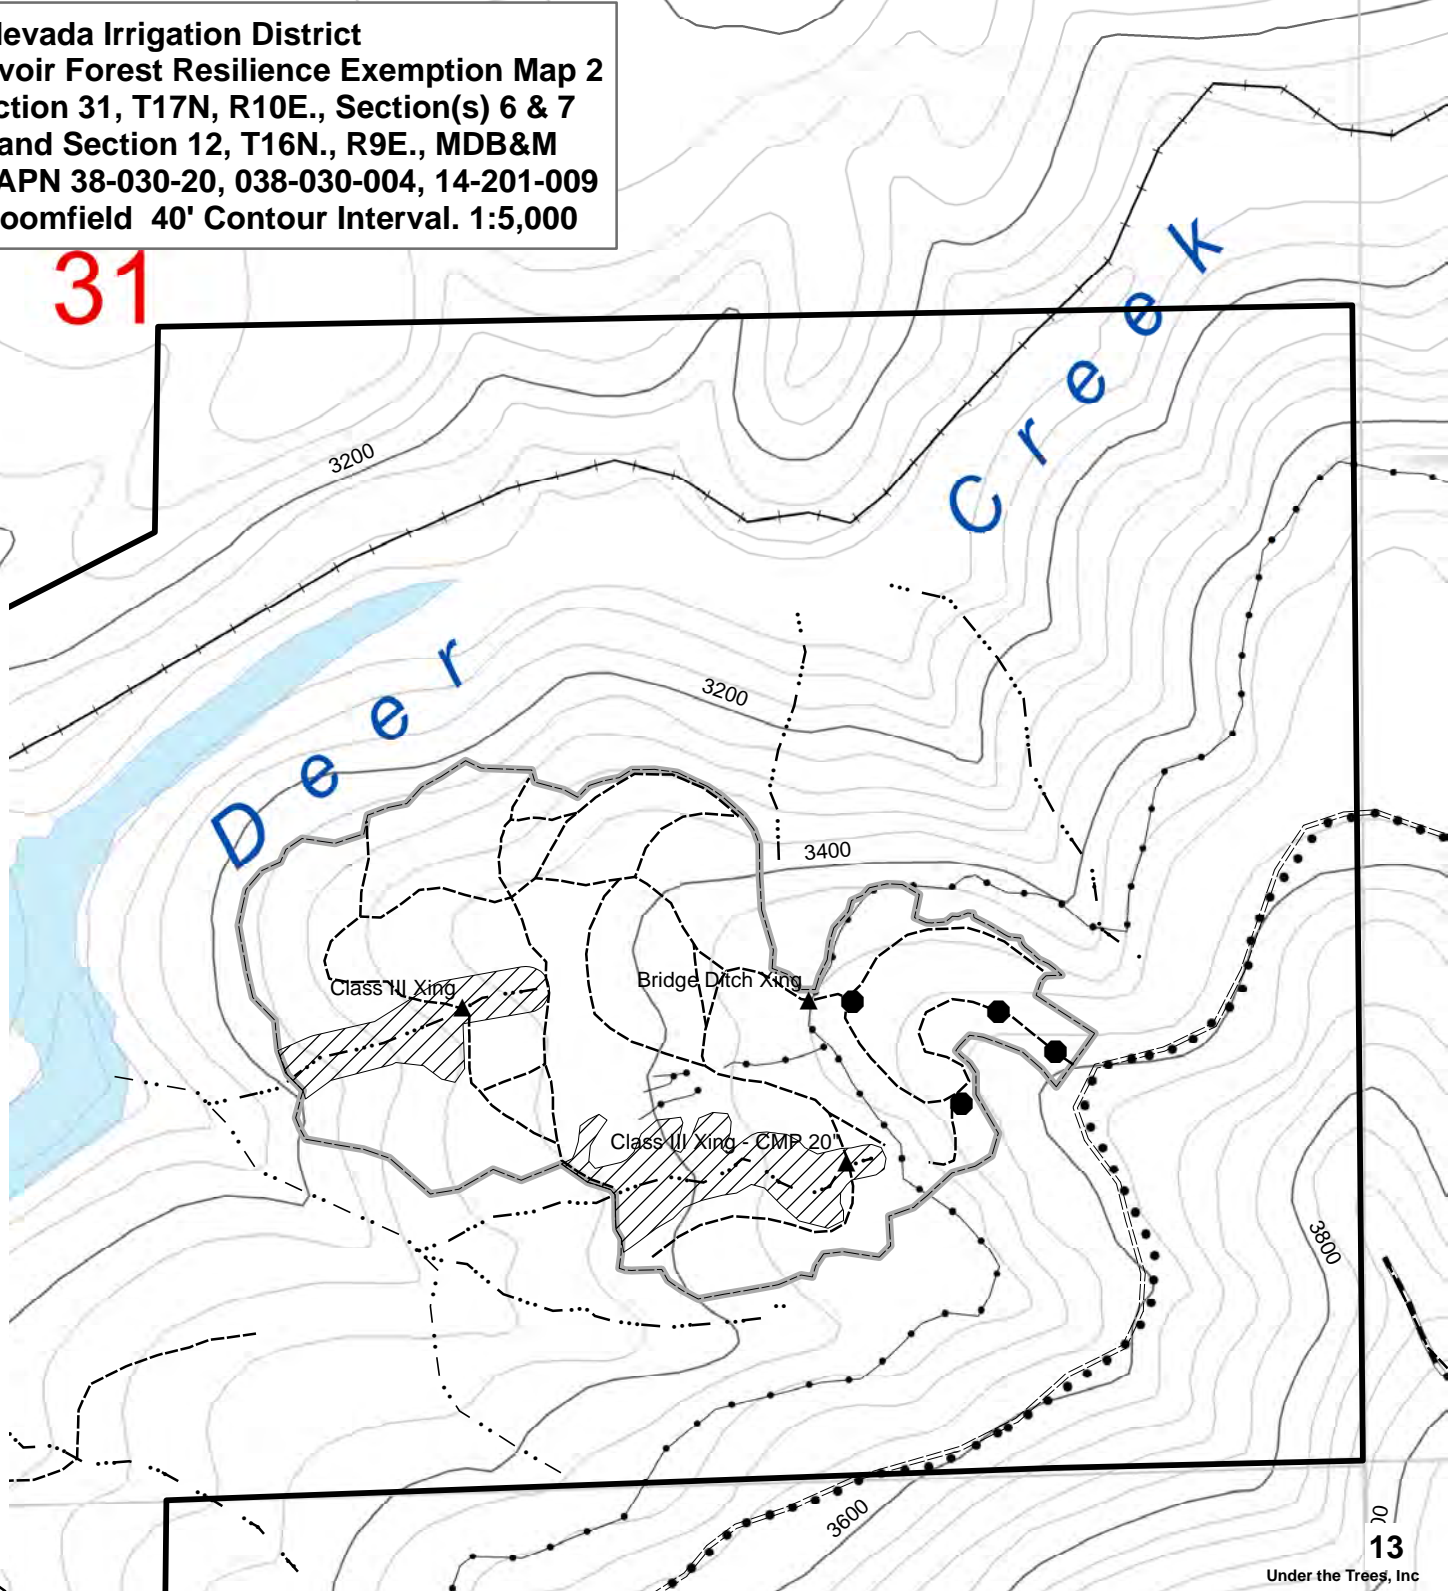 levada Irrigation District
voir Forest Resilience Exemption Map 2
ction 31, T17N, R10E., Section(s) 6 & 7
and Section 12, T16N., R9E., MDB&M
APN 38-030-20, 038-030-004, 14-201-009
oomfield 40' Contour Interval. 1:5,000
31
Creek
3200
Deer
3200
3400
Class III Xing
Bridge Ditch Xing
Class III Xing - CMP 20"
3800
3600
00
13
Under the Trees, Inc